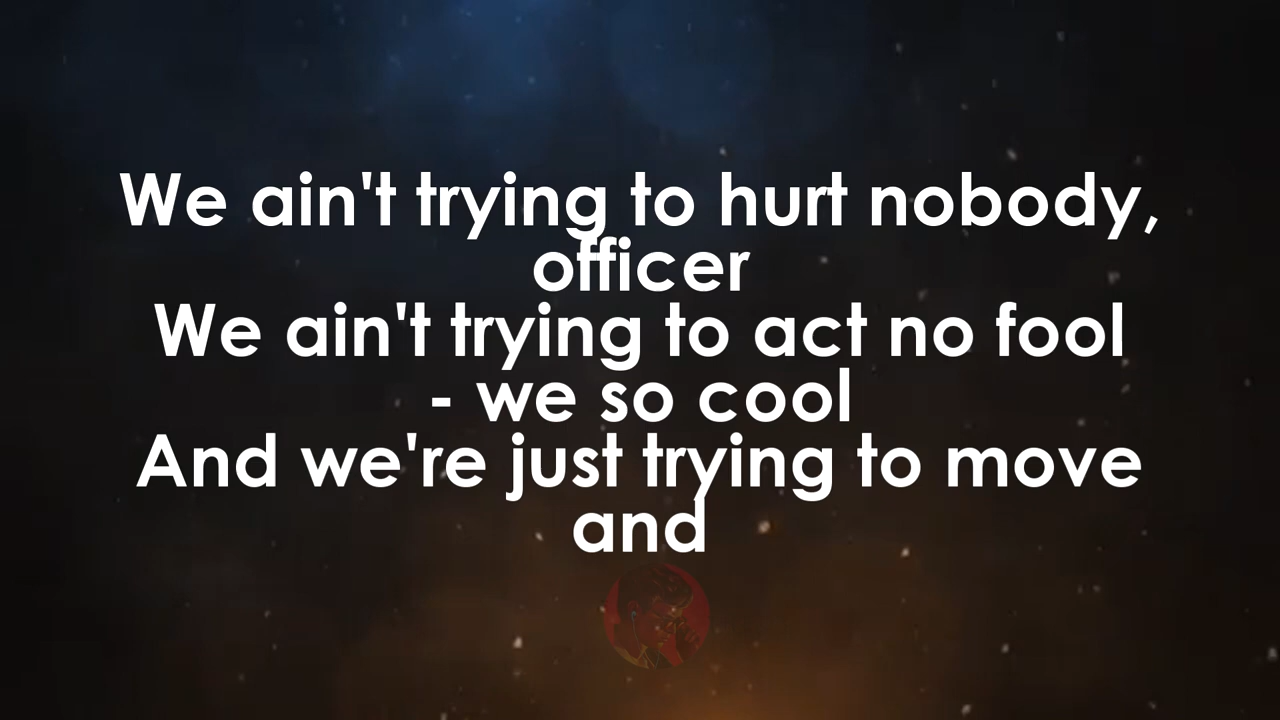 We ain't trying to hurt nobody,
officer
We ain't trying to act no fool
- we so cool
And we're just trying to move
and